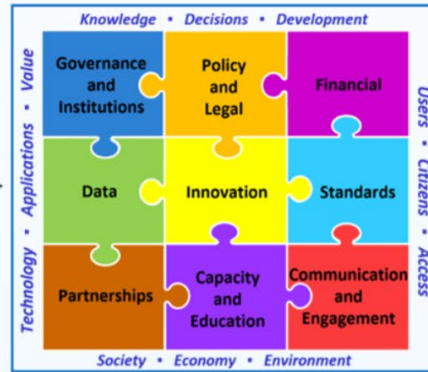 Knowledge ▪ Decisions ▪ Development
Technology ▪ Applications ▪ Value
Governance
and
Institutions
Policy
and
Legal
Financial
Data
Innovation
Standards
Partnerships
Capacity
and
Education
Communication
and
Engagement
Users ▪ Citizens ▪ Access
Society ▪ Economy ▪ Environment